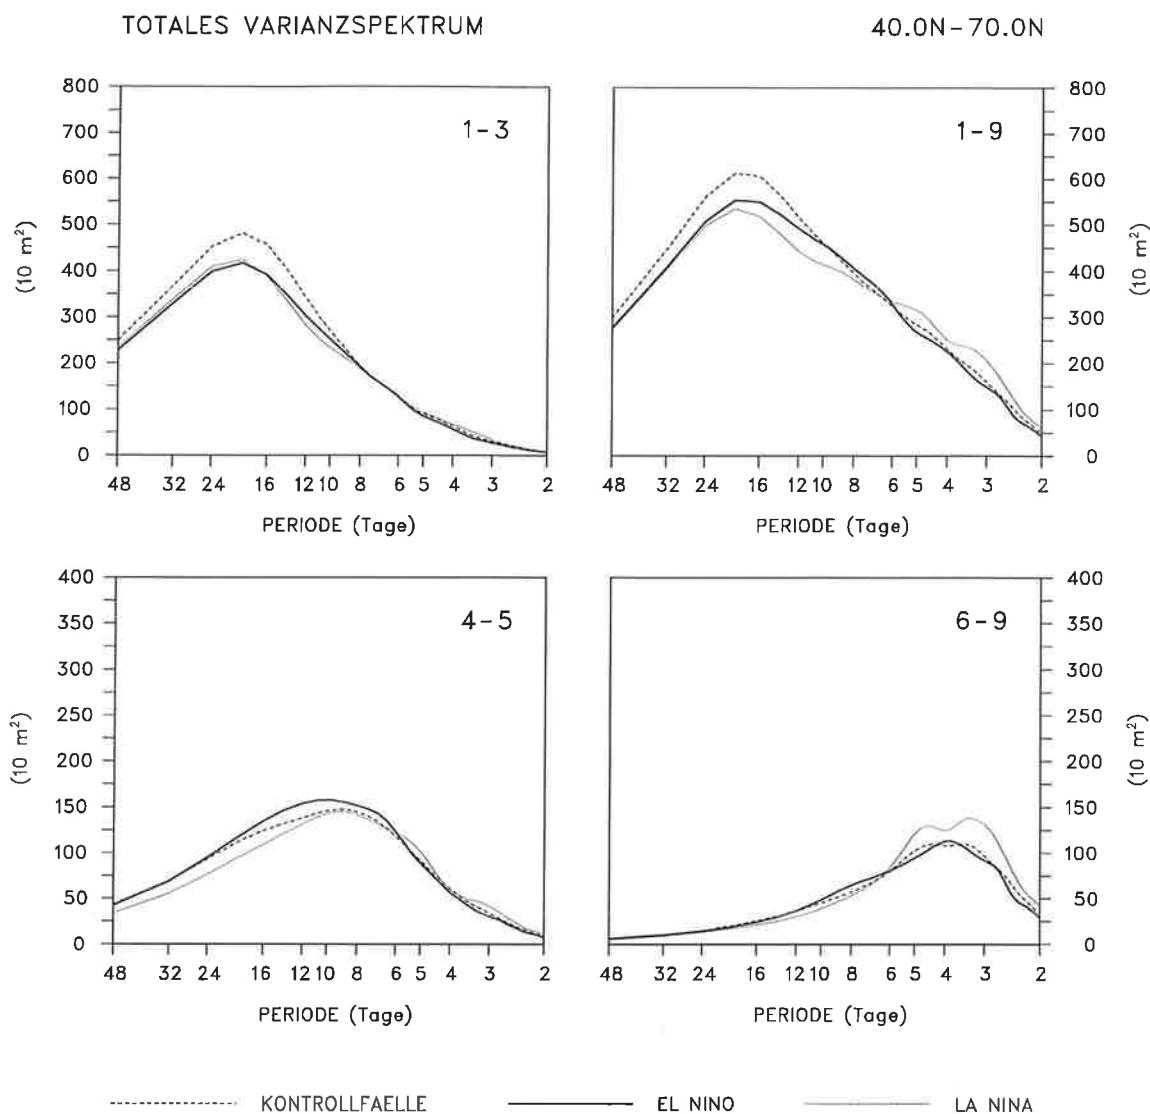 TOTALES VARIANZSPEKTRUM 40.0N-70.0N
1-3
800
700
600
500
400
300
200
100
0
(10 m²)
48 32 24 16 12 10 8 6 5 4 3 2
PERIODE (Tage)
1-9
800
700
600
500
400
300
200
100
0
(10 m²)
48 32 24 16 12 10 8 6 5 4 3 2
PERIODE (Tage)
4-5
400
350
300
250
200
150
100
50
0
(10 m²)
48 32 24 16 12 10 8 6 5 4 3 2
PERIODE (Tage)
6-9
400
350
300
250
200
150
100
50
0
(10 m²)
48 32 24 16 12 10 8 6 5 4 3 2
PERIODE (Tage)
KONTROLLFAELLE EL NINO LA NINA